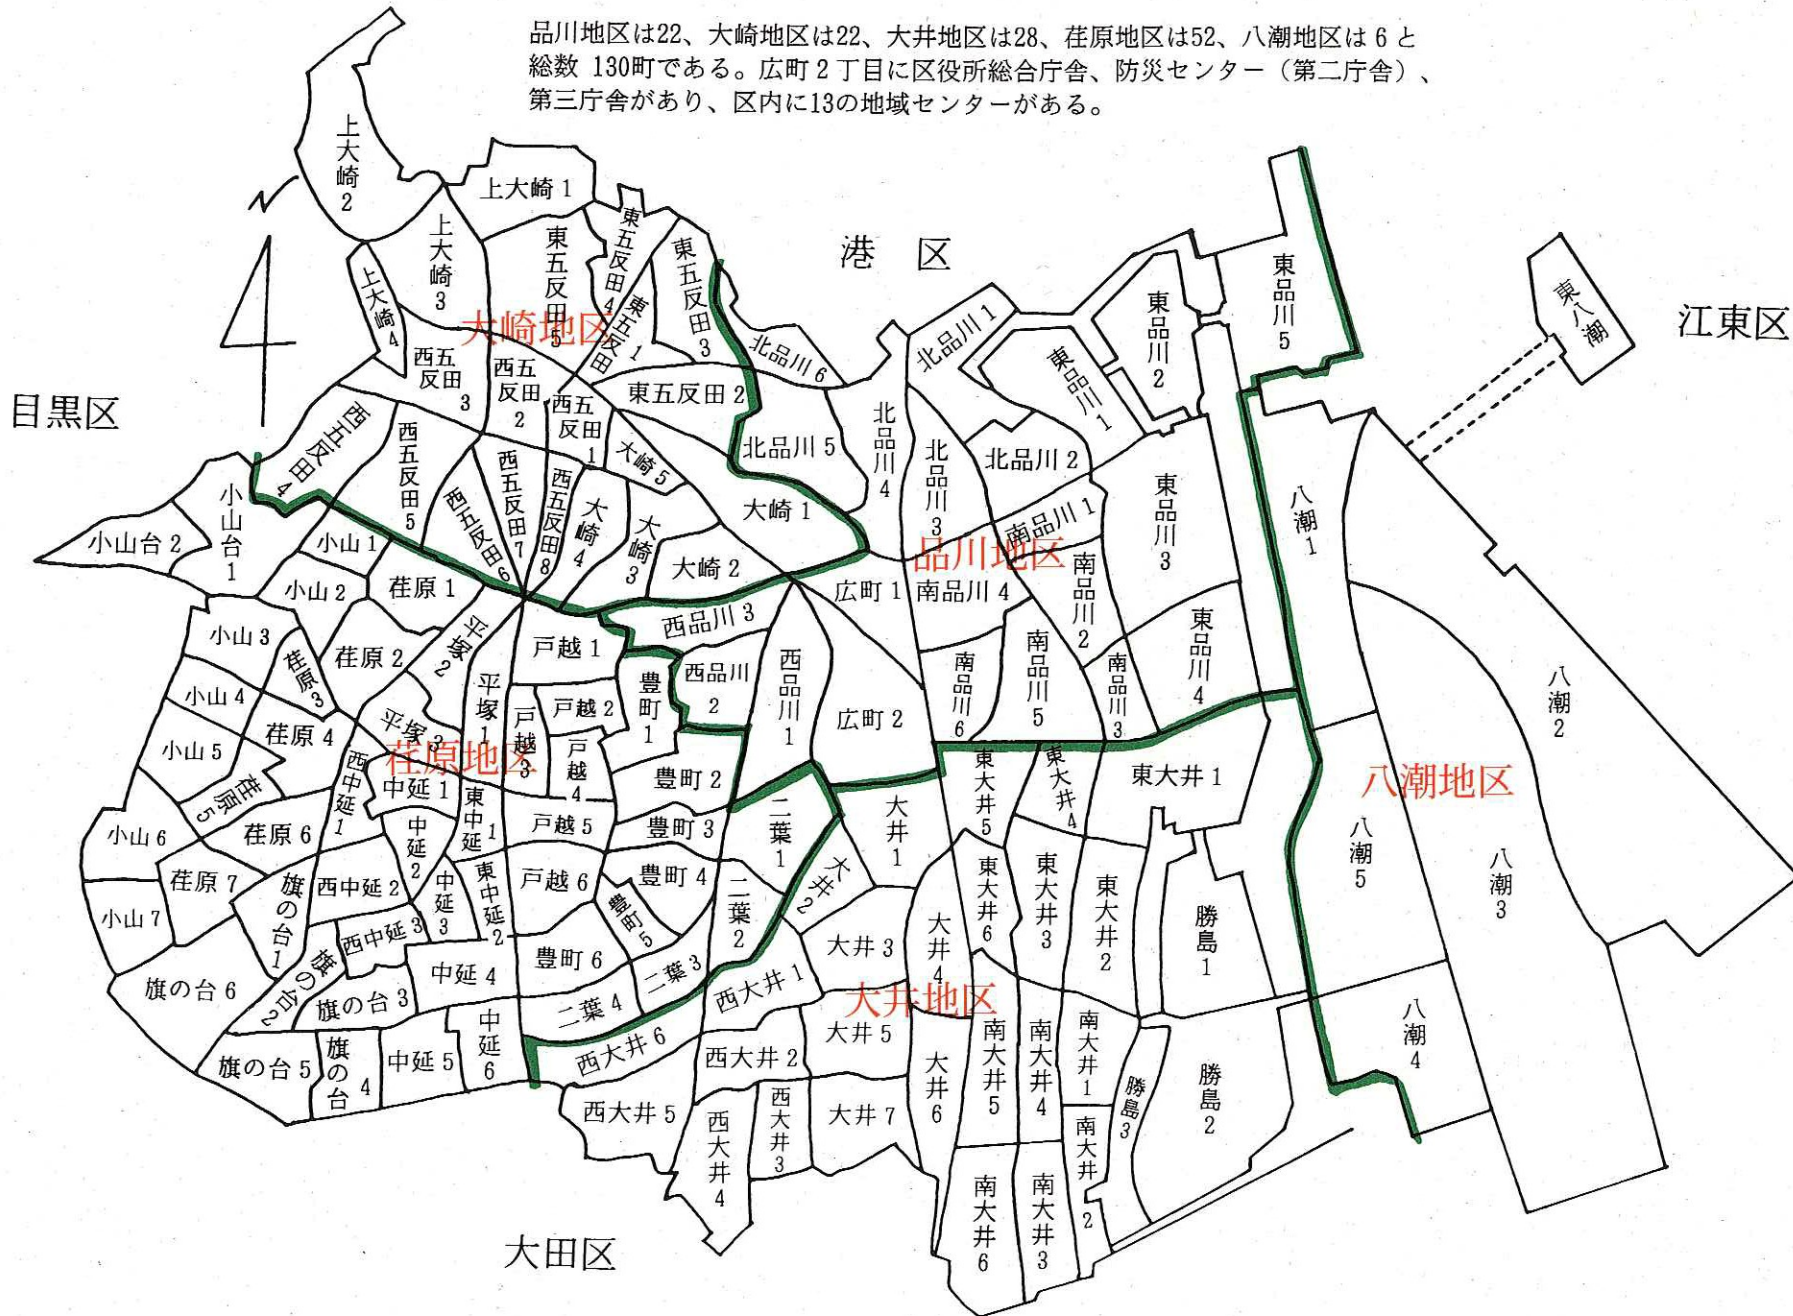 品川地区は22、大崎地区は22、大井地区は28、荏原地区は52、八潮地区は6と
総数 130町である。広町2丁目に区役所総合庁舎、防災センター（第二庁舎）、
第三庁舎があり、区内に13の地域センターがある。
上大崎2
上大崎1
上大崎3
上大崎4
東五反田5
東五反田4
東五反田1
東五反田3
東五反田2
大崎地区
港 区
江東区
目黒区
東八潮
東品川5
東品川2
東品川1
北品川1
北品川6
北品川5
北品川4
北品川3
北品川2
東品川3
東品川4
南品川1
南品川2
南品川3
南品川4
南品川5
南品川6
品川地区
西五反田3
西五反田2
西五反田1
西五反田4
西五反田5
西五反田6
西五反田7
西五反田8
大崎5
大崎4
大崎3
大崎2
大崎1
広町1
広町2
西品川3
西品川2
西品川1
小山台2
小山台1
小山1
小山2
小山3
小山4
小山5
小山6
小山7
荏原1
荏原2
荏原3
荏原4
荏原5
荏原6
荏原7
荏原地区
平塚2
平塚1
平塚3
戸越1
戸越2
戸越3
戸越4
戸越5
戸越6
豊町1
豊町2
豊町3
豊町4
豊町5
豊町6
西中延1
西中延2
西中延3
中延1
中延2
中延3
中延4
中延5
中延6
東中延1
東中延2
旗の台1
旗の台2
旗の台3
旗の台4
旗の台5
旗の台6
二葉1
二葉2
二葉3
二葉4
大井1
大井2
大井3
大井4
大井5
大井6
大井7
大井地区
西大井1
西大井2
西大井3
西大井4
西大井5
西大井6
東大井1
東大井2
東大井3
東大井4
東大井5
東大井6
南大井1
南大井2
南大井3
南大井4
南大井5
南大井6
勝島1
勝島2
勝島3
八潮1
八潮2
八潮3
八潮4
八潮5
八潮地区
大田区